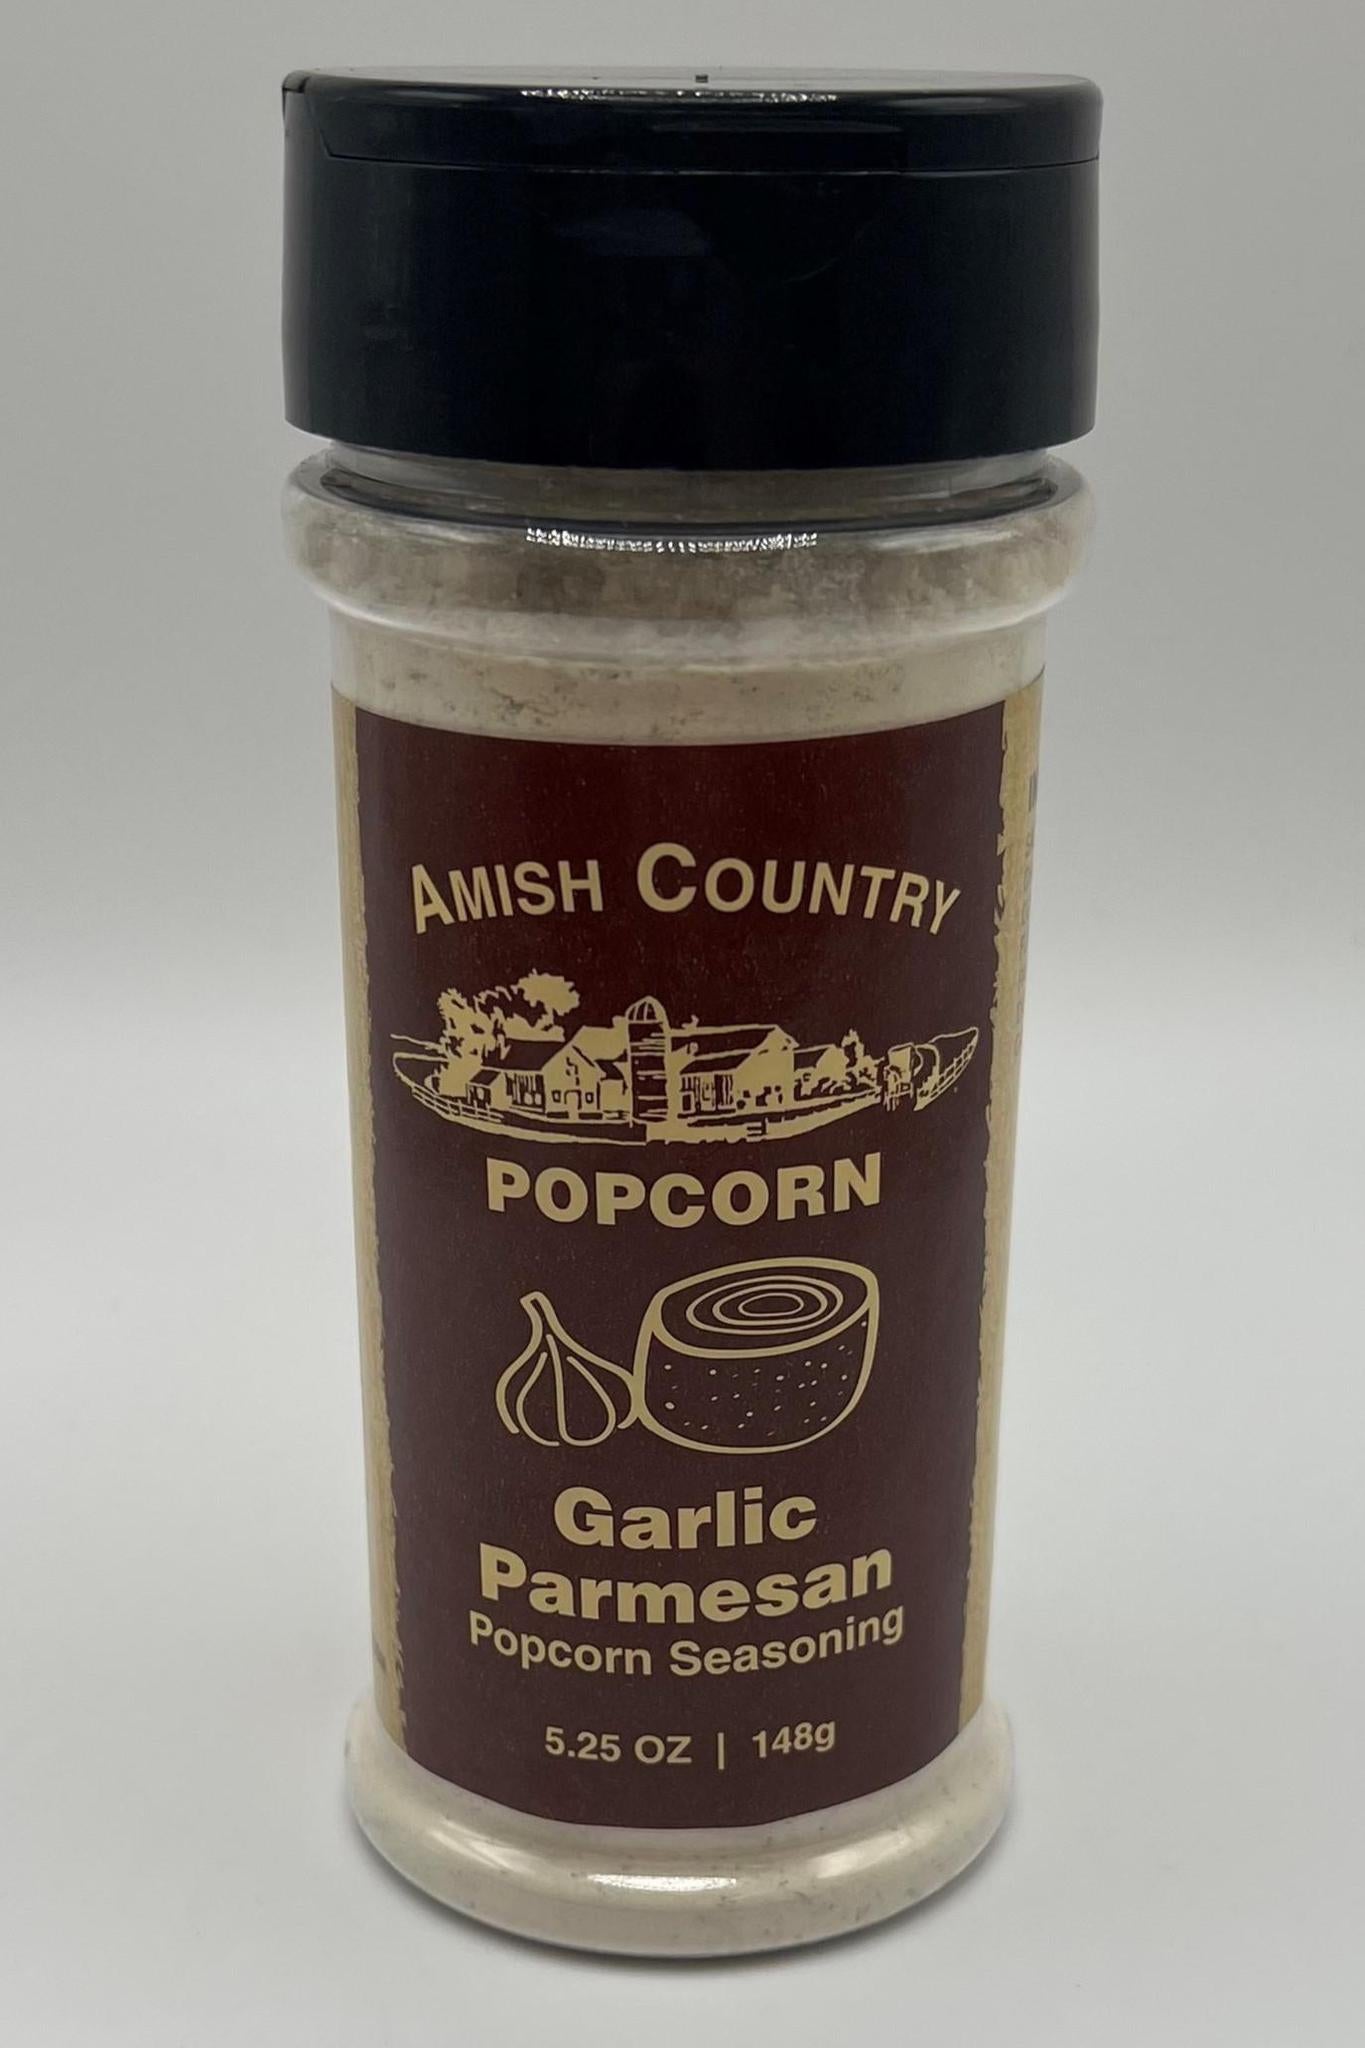 AMISH COUNTRY
POPCORN
Garlic
Parmesan
Popcorn Seasoning
5.25 OZ | 148g